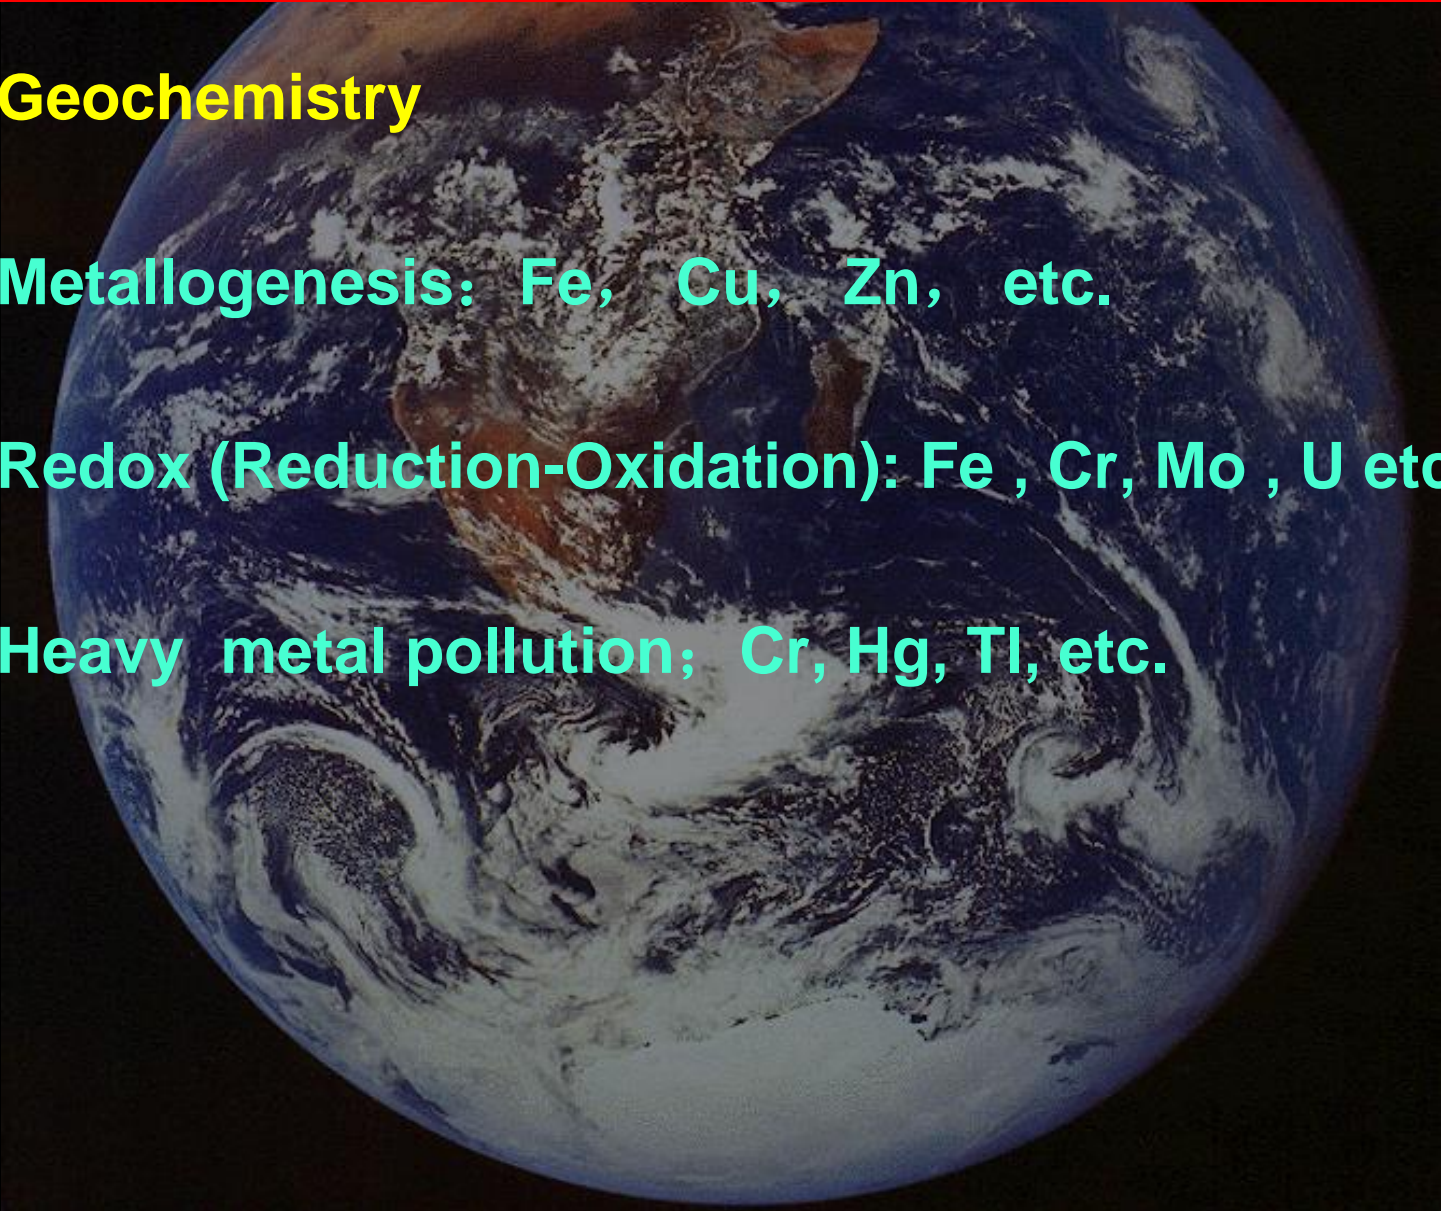 Geochemistry
Metallogenesis： Fe， Cu， Zn， etc.
Redox (Reduction-Oxidation): Fe , Cr, Mo , U etc
Heavy metal pollution； Cr, Hg, Tl, etc.